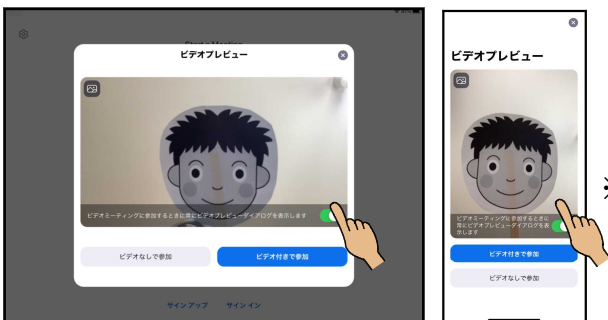 Start a Meeting
ビデオプレビュー
ビデオミーティングに参加するときに常にビデオプレビューダイアログを表示します
ビデオなしで参加
ビデオ付きで参加
サインアップ
サインイン
ビデオプレビュー
ビデオミーティングに参加するときに
常にビデオプレビューダイアログを表
示します
ビデオ付きで参加
ビデオなしで参加